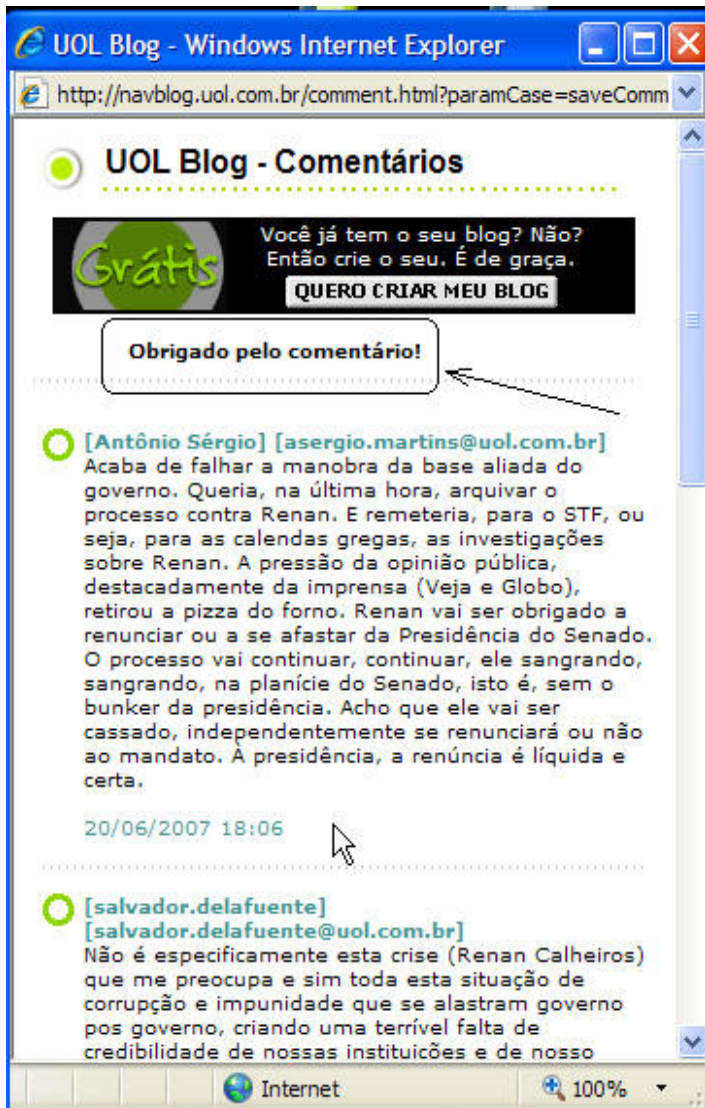 UOL Blog - Windows Internet Explorer
http://navblog.uol.com.br/comment.html?paramCase=saveComm
UOL Blog - Comentários
Grátis
Você já tem o seu blog? Não?
Então crie o seu. É de graça.
QUERO CRIAR MEU BLOG
Obrigado pelo comentário!
[Antônio Sérgio] [asergio.martins@uol.com.br]
Acaba de falhar a manobra da base aliada do
governo. Queria, na última hora, arquivar o
processo contra Renan. E remeteria, para o STF, ou
seja, para as calendas gregas, as investigações
sobre Renan. A pressão da opinião pública,
destacadamente da imprensa (Veja e Globo),
retirou a pizza do forno. Renan vai ser obrigado a
renunciar ou a se afastar da Presidência do Senado.
O processo vai continuar, continuar, ele sangrando,
sangrando, na planície do Senado, isto é, sem o
bunker da presidência. Acho que ele vai ser
cassado, independentemente se renunciará ou não
ao mandato. À presidência, a renúncia é líquida e
certa.
20/06/2007 18:06
[salvador.delafuente]
[salvador.delafuente@uol.com.br]
Não é especificamente esta crise (Renan Calheiros)
que me preocupa e sim toda esta situação de
corrupção e impunidade que se alastram governo
pos governo, criando uma terrível falta de
credibilidade de nossas instituições e de nosso
Internet
100%